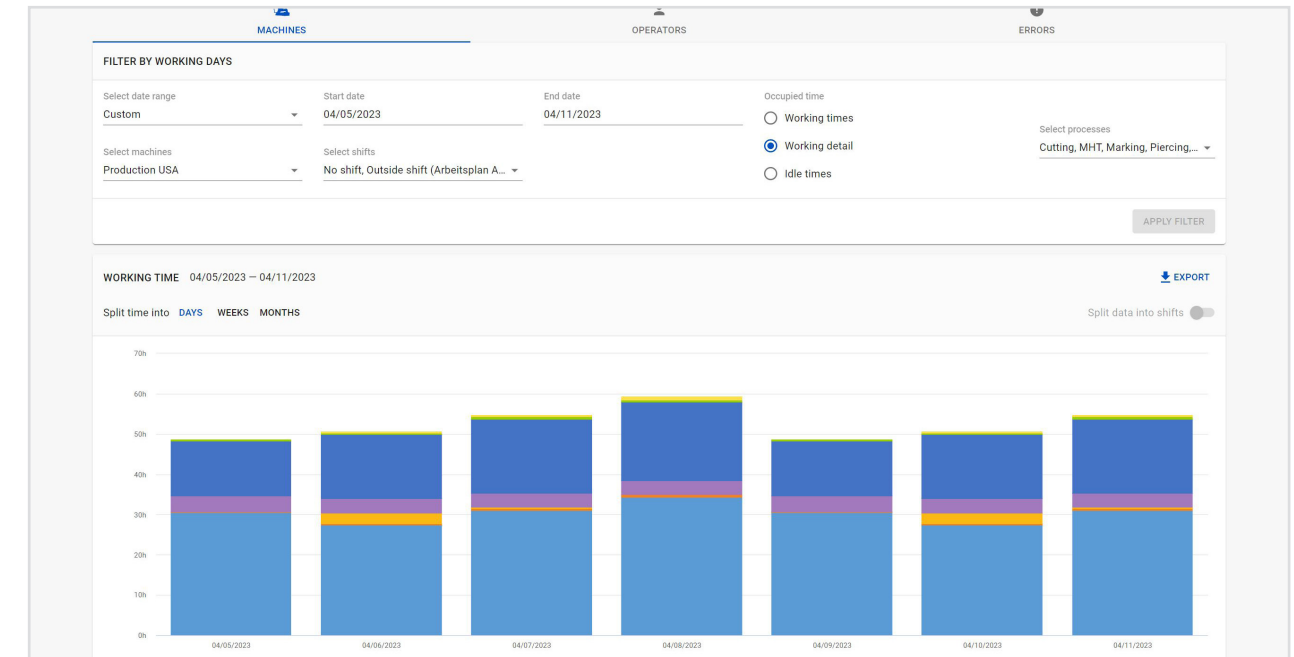 MACHINES
OPERATORS
ERRORS
FILTER BY WORKING DAYS
Select date range
Start date
End date
Occupied time
Custom
04/05/2023
04/11/2023
Working times
Select processes
Working detail
Cutting, MHT, Marking, Piercing,...
Select machines
Select shifts
Production USA
No shift, Outside shift (Arbeitsplan A...
Idle times
APPLY FILTER
WORKING TIME 04/05/2023 — 04/11/2023
EXPORT
Split time into DAYS WEEKS MONTHS
Split data into shifts
70h
60h
50h
40h
30h
20h
10h
0h
04/05/2023
04/06/2023
04/07/2023
04/08/2023
04/09/2023
04/10/2023
04/11/2023